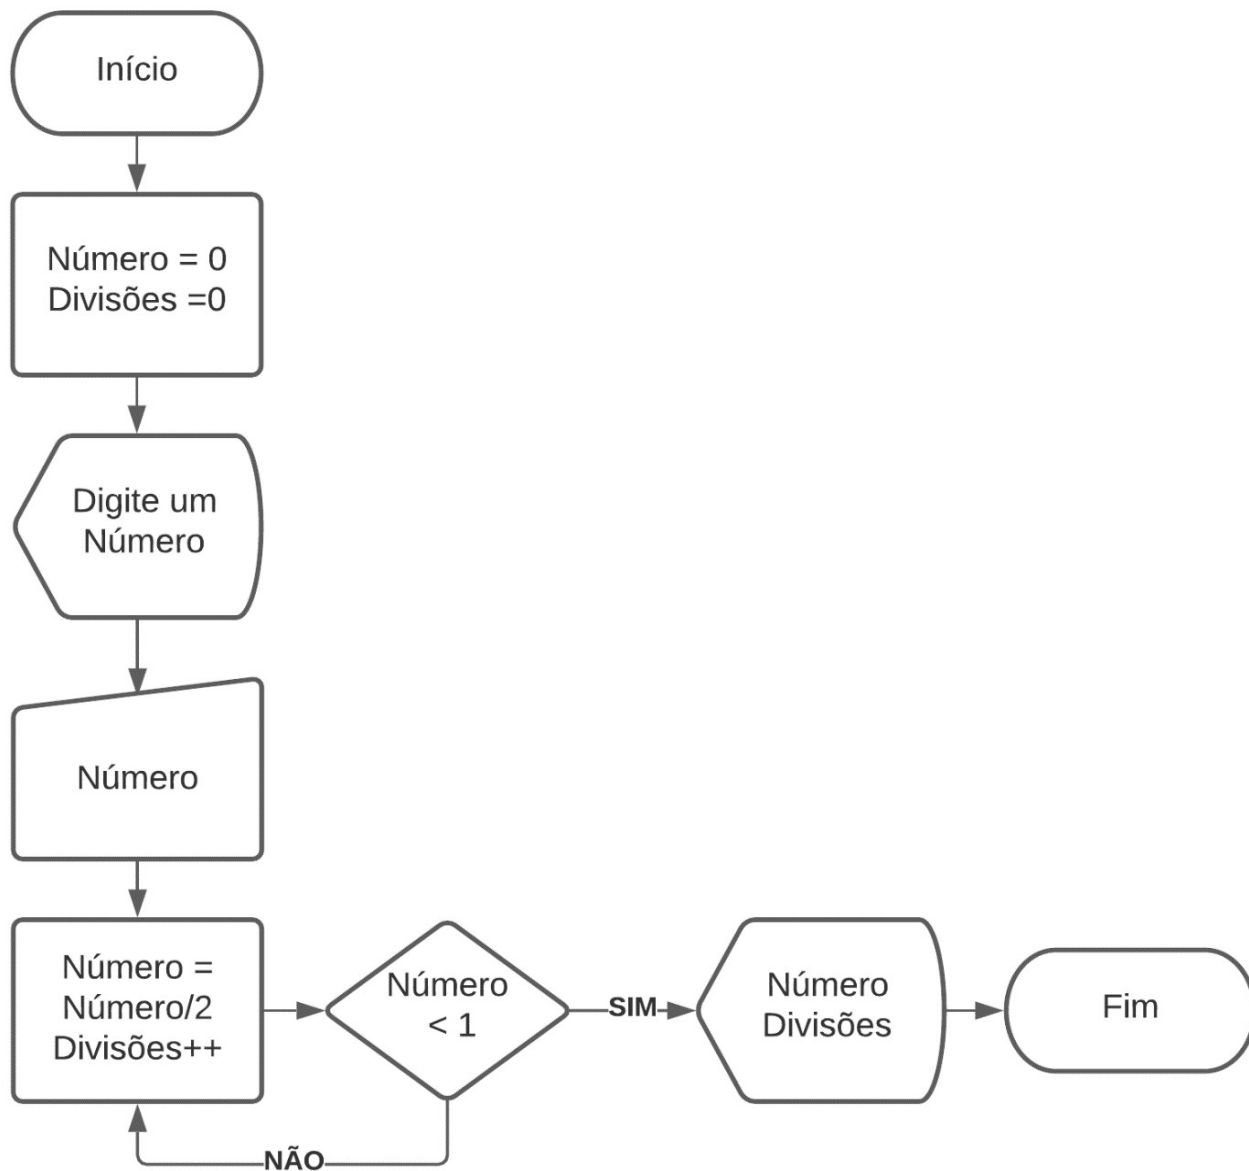 Início
Número = 0
Divisões =0
Digite um
Número
Número
Número =
Número/2
Divisões++
Número
< 1
SIM
Número
Divisões
Fim
NÃO